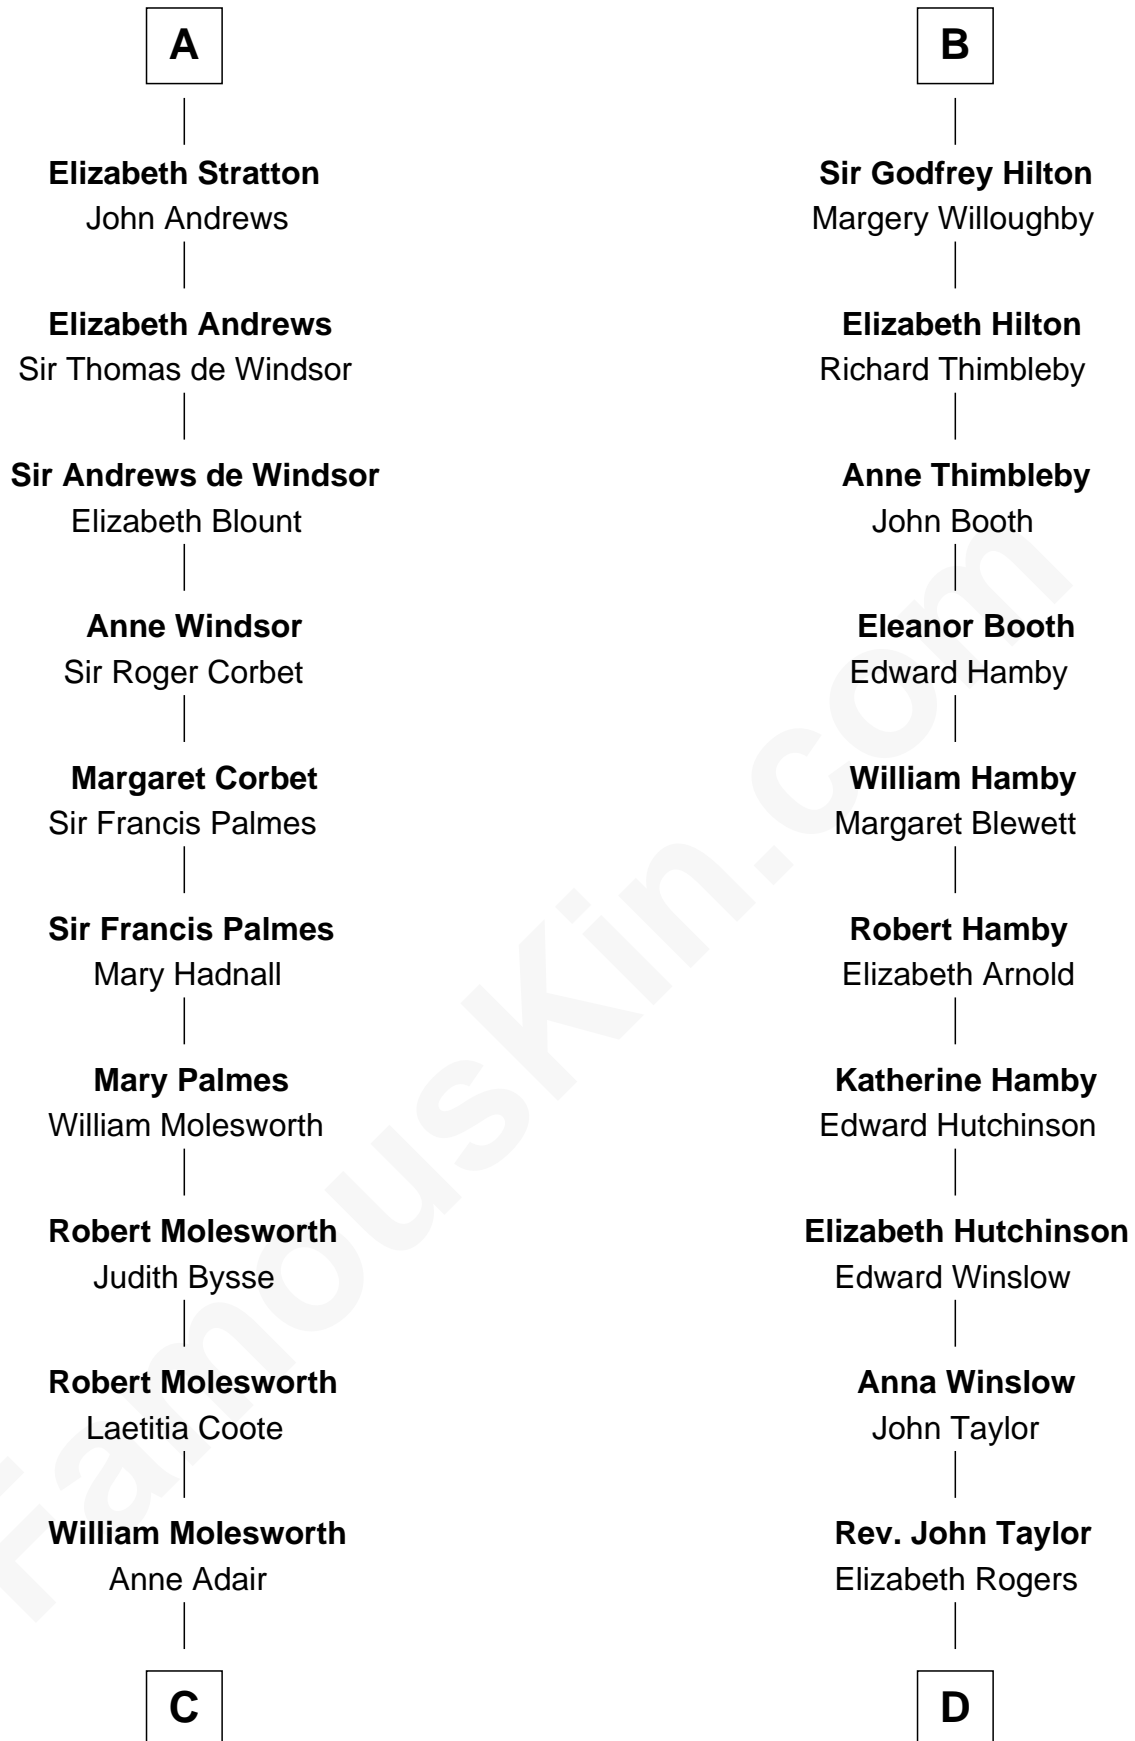 A
Elizabeth Stratton
John Andrews
Elizabeth Andrews
Sir Thomas de Windsor
Sir Andrews de Windsor
Elizabeth Blount
Anne Windsor
Sir Roger Corbet
Margaret Corbet
Sir Francis Palmes
Sir Francis Palmes
Mary Hadnall
Mary Palmes
William Molesworth
Robert Molesworth
Judith Bysse
Robert Molesworth
Laetitia Coote
William Molesworth
Anne Adair
C
B
Sir Godfrey Hilton
Margery Willoughby
Elizabeth Hilton
Richard Thimbleby
Anne Thimbleby
John Booth
Eleanor Booth
Edward Hamby
William Hamby
Margaret Blewett
Robert Hamby
Elizabeth Arnold
Katherine Hamby
Edward Hutchinson
Elizabeth Hutchinson
Edward Winslow
Anna Winslow
John Taylor
Rev. John Taylor
Elizabeth Rogers
D
FamousKin.com